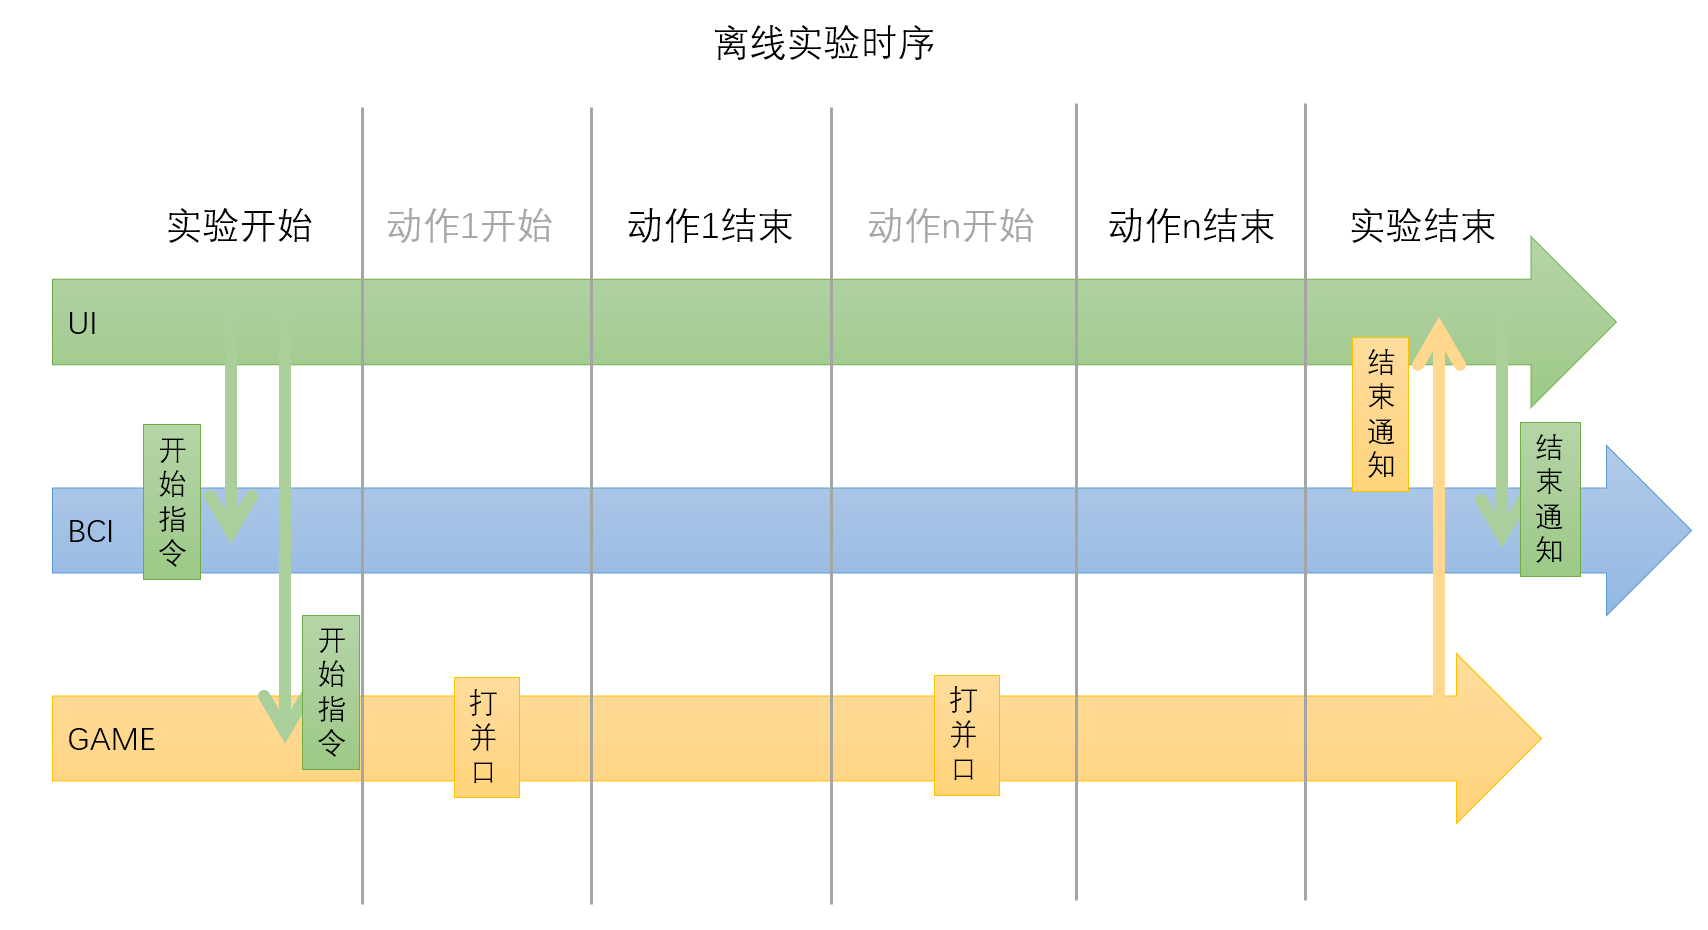 离线实验时序
实验开始
动作1开始
动作1结束
动作n开始
动作n结束
实验结束
UI
结束通知
开始指令
BCI
结束通知
开始指令
GAME
打并口
打并口